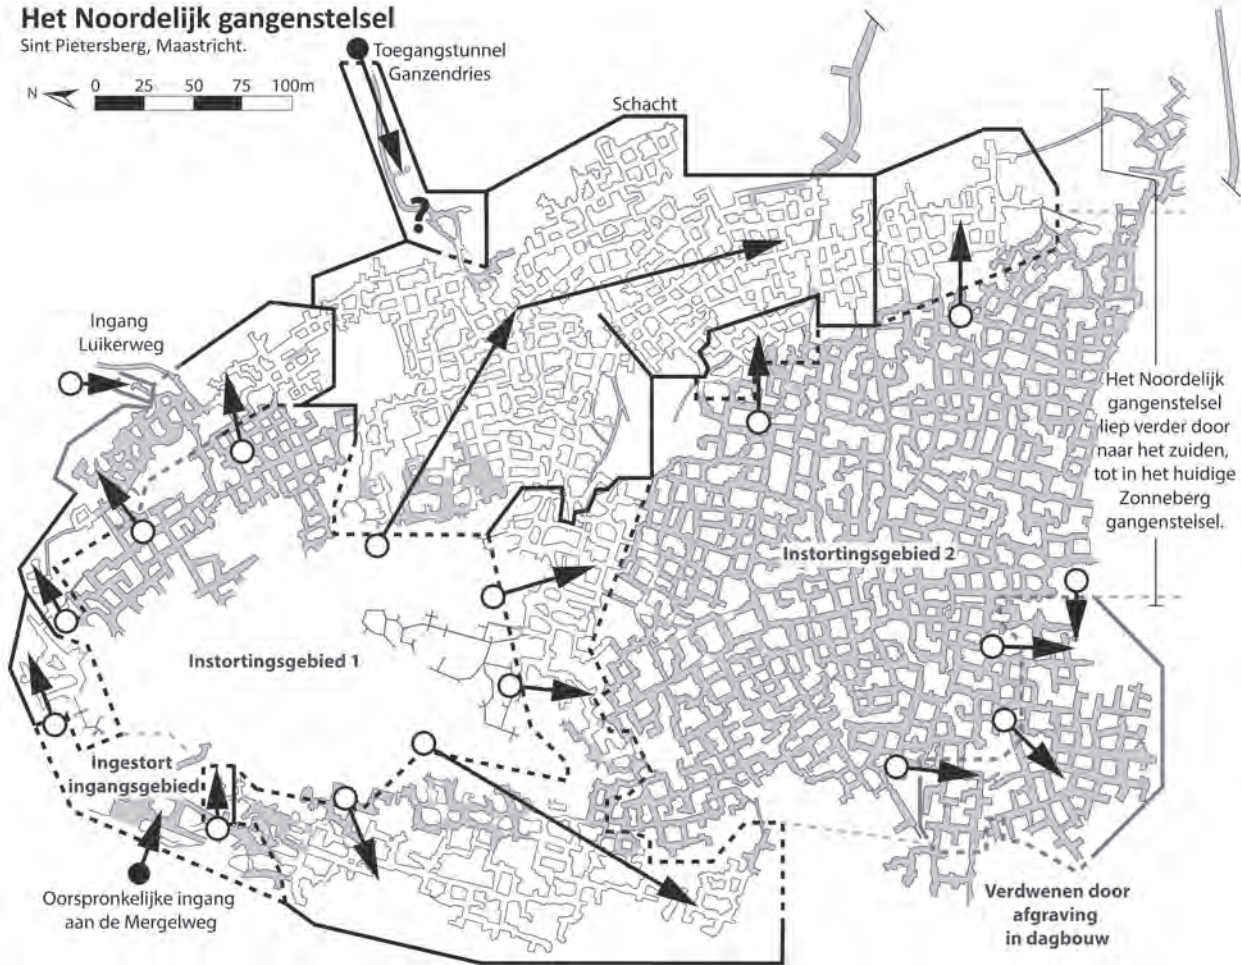 Het Noordelijk gangenstelsel
Sint Pietersberg, Maastricht.
N
0 25 50 75 100m
Toegangstunnel
Ganzendries
Schacht
?
Ingang
Luikerweg
Het Noordelijk
gangenstelsel
liep verder door
naar het zuiden,
tot in het huidige
Zonneberg
gangenstelsel.
Instortingsgebied 2
Instortingsgebied 1
Ingestort
ingangsgebied
Oorspronkelijke ingang
aan de Mergelweg
Verdwenen door
afgraving
in dagbouw